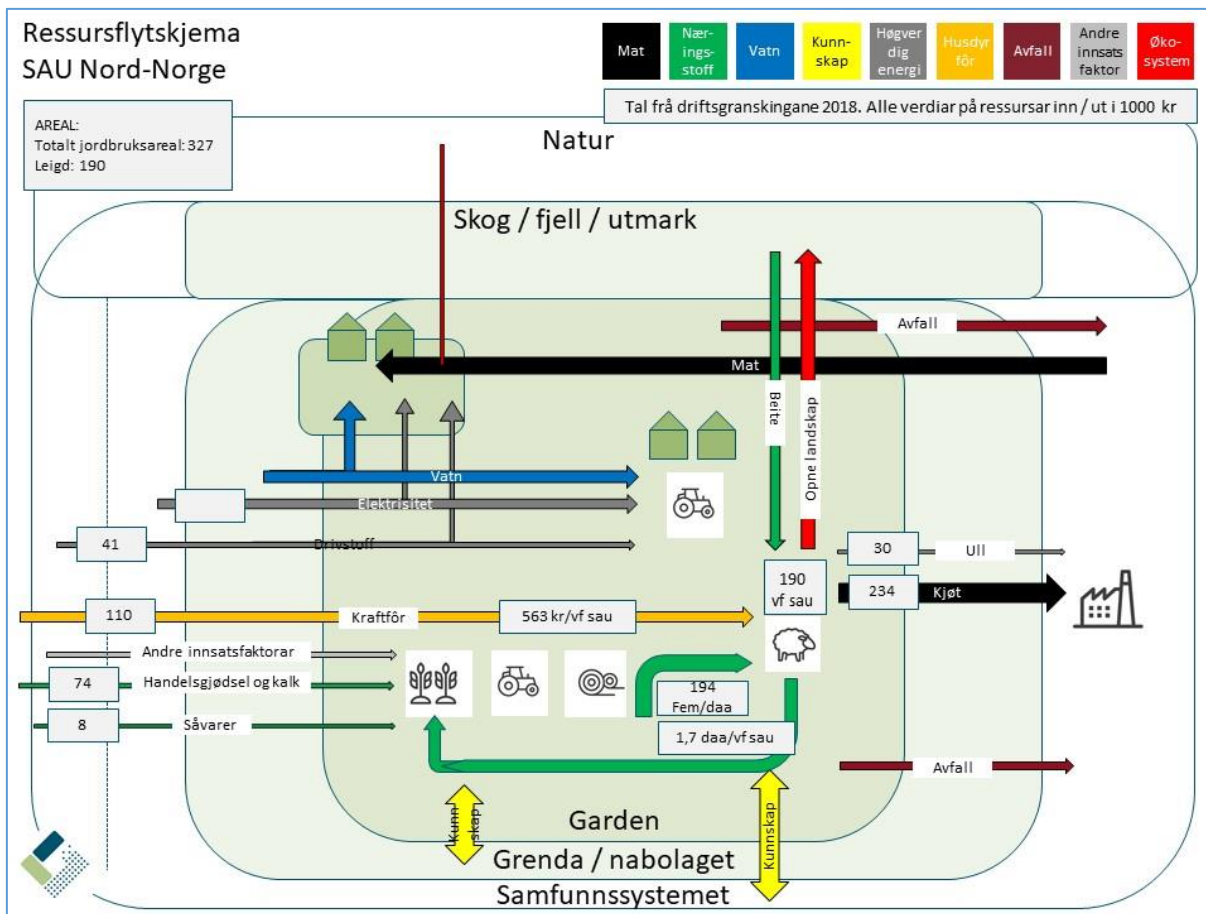 Ressursflytskjema
SAU Nord-Norge
Mat
Nær-
ings-
stoff
Vatn
Kunn-
skap
Høgver
dig
energi
Husdyr
fôr
Avfall
Andre
innsats
faktor
Øko-
system
Tal frå driftsgranskingane 2018. Alle verdiar på ressursar inn / ut i 1000 kr
AREAL:
Totalt jordbruksareal: 327
Leigd: 190
Natur
Skog / fjell / utmark
Avfall
Mat
Beite
Opne landskap
Vatn
Elektrisitet
41
Drivstoff
30
Ull
190
vf sau
234
Kjøt
110
Kraftfôr
563 kr/vf sau
Andre innsatsfaktorar
74
Handelsgjødsel og kalk
194
Fem/daa
8
Såvarer
1,7 daa/vf sau
Avfall
Kunn
skap
Kunnskap
Garden
Grenda / nabolaget
Samfunnssystemet